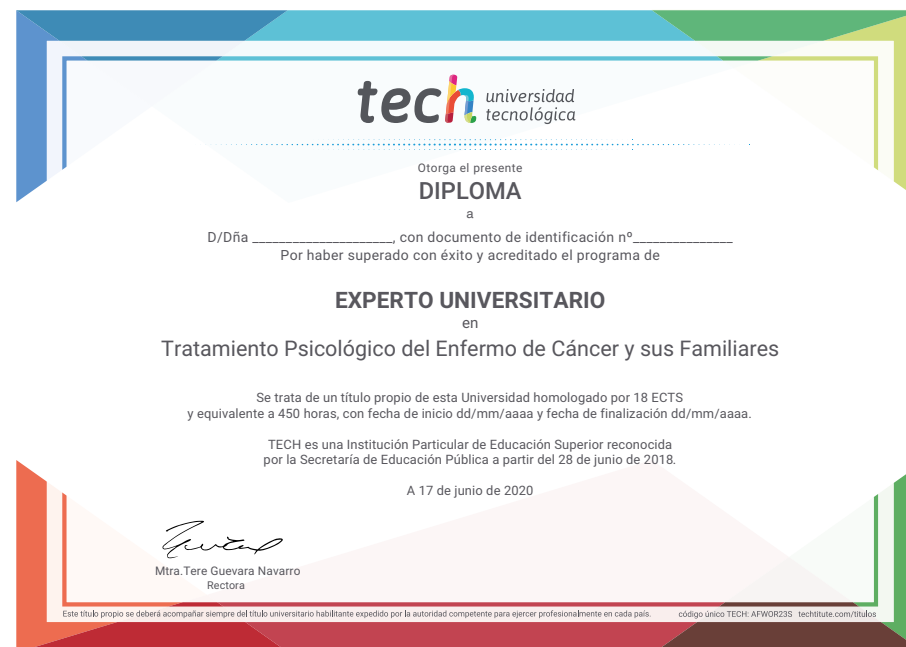 tech universidad
tecnológica
Otorga el presente
DIPLOMA
a
D/Dña ______________________, con documento de identificación nº_______________
Por haber superado con éxito y acreditado el programa de
EXPERTO UNIVERSITARIO
en
Tratamiento Psicológico del Enfermo de Cáncer y sus Familiares
Se trata de un título propio de esta Universidad homologado por 18 ECTS
y equivalente a 450 horas, con fecha de inicio dd/mm/aaaa y fecha de finalización dd/mm/aaaa.
TECH es una Institución Particular de Educación Superior reconocida
por la Secretaría de Educación Pública a partir del 28 de junio de 2018.
A 17 de junio de 2020
Mtra.Tere Guevara Navarro
Rectora
Este título propio se deberá acompañar siempre del título universitario habilitante expedido por la autoridad competente para ejercer profesionalmente en cada país. código único TECH: AFWOR23S techtitute.com/titulos